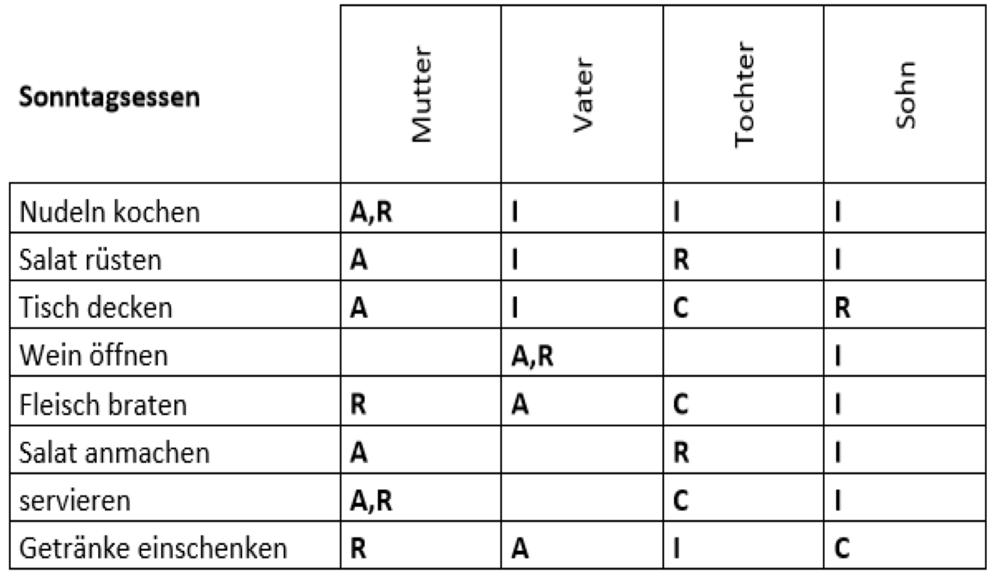 Sonntagsessen Mutter Vater Tochter Sohn
Nudeln kochen A,R I I I
Salat rüsten A I R I
Tisch decken A I C R
Wein öffnen A,R I
Fleisch braten R A C I
Salat anmachen A R I
servieren A,R C I
Getränke einschenken R A I C